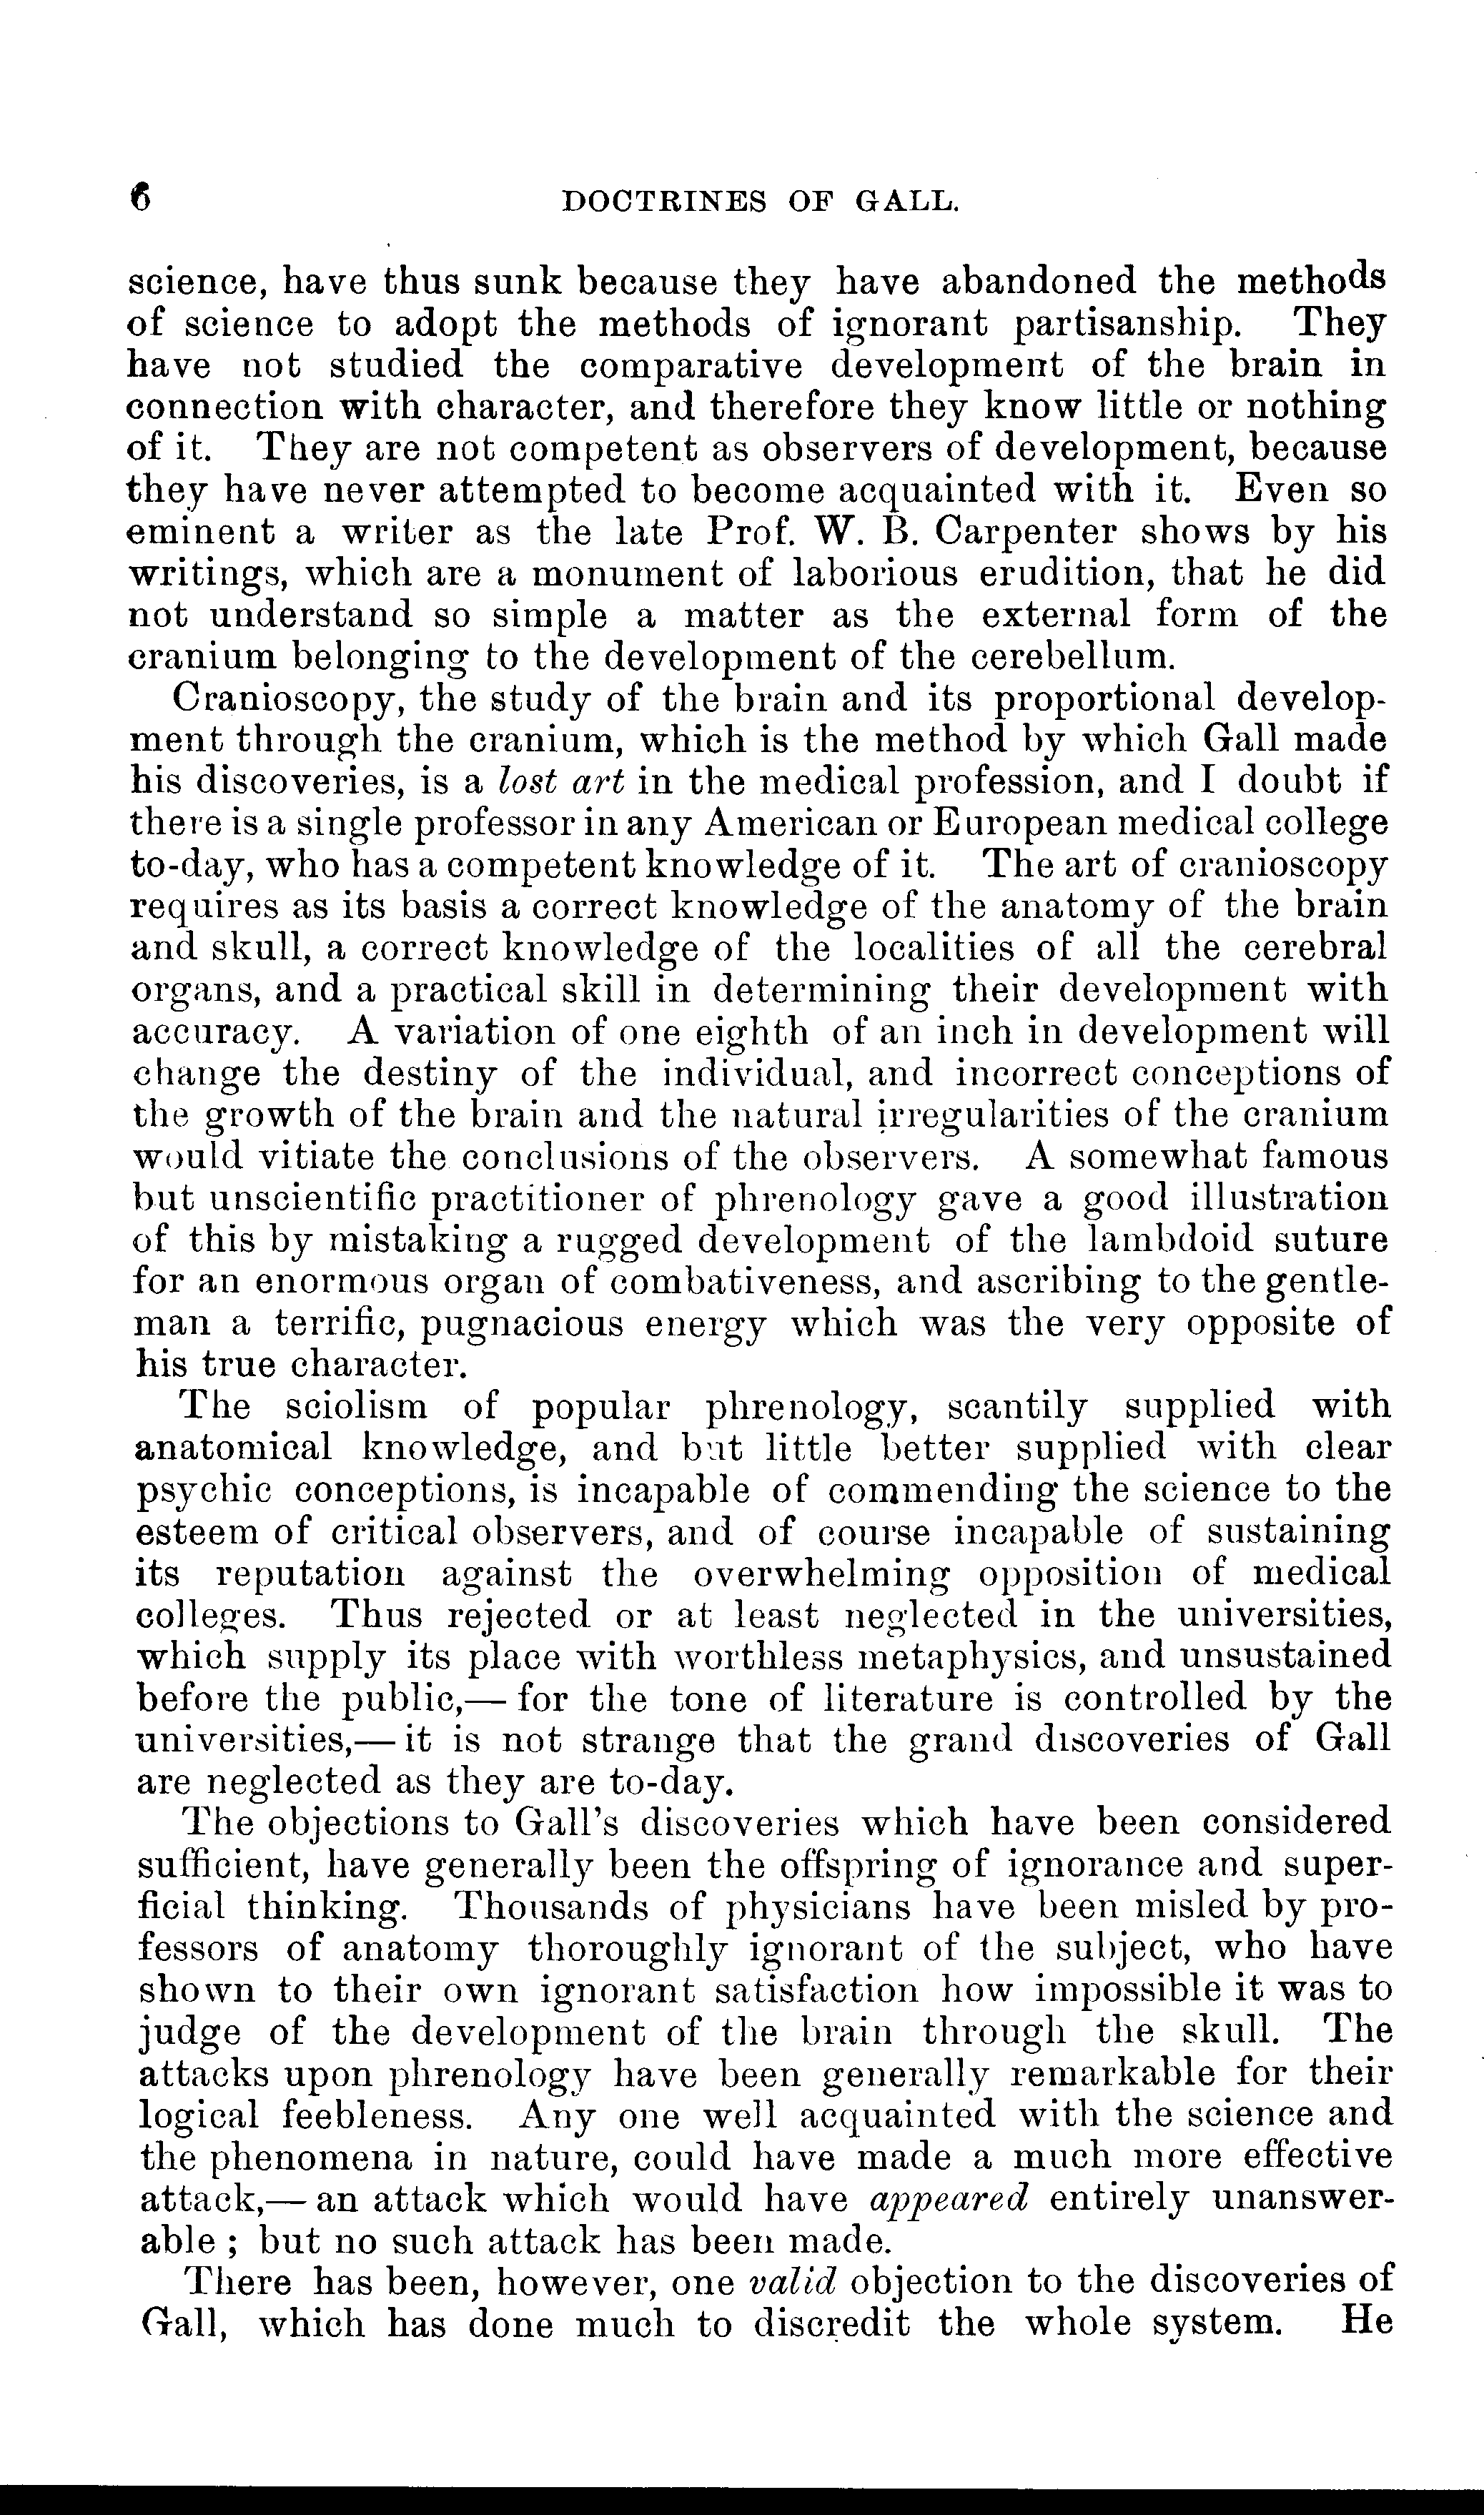 6 DOCTRINES OF GALL.
science, have thus sunk because they have abandoned the methods
of science to adopt the methods of ignorant partisanship. They
have not studied the comparative development of the brain in
connection with character, and therefore they know little or nothing
of it. They are not competent as observers of development, because
they have never attempted to become acquainted with it. Even so
eminent a writer as the late Prof. W. B. Carpenter shows by his
writings, which are a monument of laborious erudition, that he did
not understand so simple a matter as the external form of the
cranium belonging to the development of the cerebellum.
Cranioscopy, the study of the brain and its proportional develop-
ment through the cranium, which is the method by which Gall made
his discoveries, is a lost art in the medical profession, and I doubt if
there is a single professor in any American or European medical college
to-day, who has a competent knowledge of it. The art of cranioscopy
requires as its basis a correct knowledge of the anatomy of the brain
and skull, a correct knowledge of the localities of all the cerebral
organs, and a practical skill in determining their development with
accuracy. A variation of one eighth of an inch in development will
change the destiny of the individual, and incorrect conceptions of
the growth of the brain and the natural irregularities of the cranium
would vitiate the conclusions of the observers. A somewhat famous
but unscientific practitioner of phrenology gave a good illustration
of this by mistaking a rugged development of the lambdoid suture
for an enormous organ of combativeness, and ascribing to the gentle-
man a terrific, pugnacious energy which was the very opposite of
his true character.
The sciolism of popular phrenology, scantily supplied with
anatomical knowledge, and but little better supplied with clear
psychic conceptions, is incapable of commending the science to the
esteem of critical observers, and of course incapable of sustaining
its reputation against the overwhelming opposition of medical
colleges. Thus rejected or at least neglected in the universities,
which supply its place with worthless metaphysics, and unsustained
before the public,— for the tone of literature is controlled by the
universities,— it is not strange that the grand discoveries of Gall
are neglected as they are to-day.
The objections to Gall's discoveries which have been considered
sufficient, have generally been the offspring of ignorance and super-
ficial thinking. Thousands of physicians have been misled by pro-
fessors of anatomy thoroughly ignorant of the subject, who have
shown to their own ignorant satisfaction how impossible it was to
judge of the development of the brain through the skull. The
attacks upon phrenology have been generally remarkable for their
logical feebleness. Any one well acquainted with the science and
the phenomena in nature, could have made a much more effective
attack,— an attack which would have appeared entirely unanswer-
able ; but no such attack has been made.
There has been, however, one valid objection to the discoveries of
Gall, which has done much to discredit the whole system. He